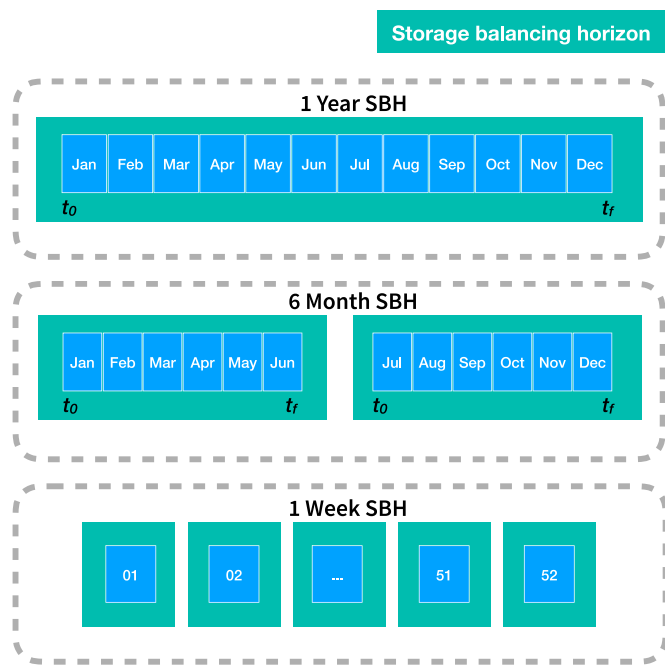 Storage balancing horizon
1 Year SBH
Jan Feb Mar Apr May Jun Jul Aug Sep Oct Nov Dec
t0 tf
6 Month SBH
Jan Feb Mar Apr May Jun Jul Aug Sep Oct Nov Dec
t0 tf t0 tf
1 Week SBH
01 02 ... 51 52